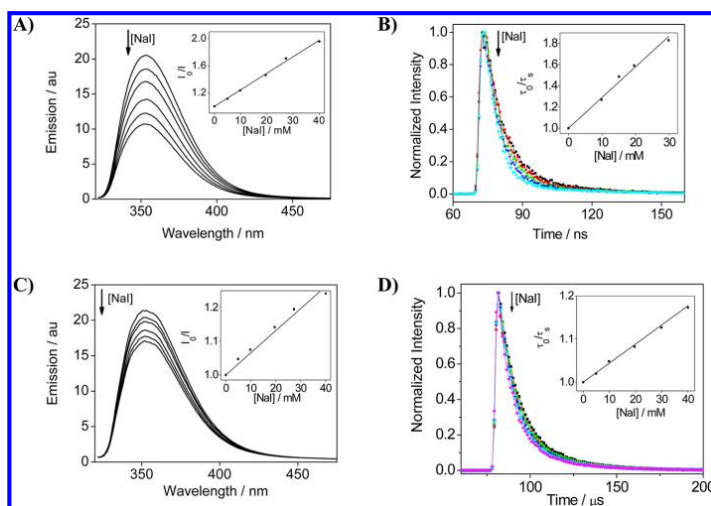 A)
[NaI]
Emission / au
25
20
15
10
5
0
350
400
450
Wavelength / nm
I₀/I
2.0
1.6
1.2
0
10
20
30
40
[NaI] / mM
B)
[NaI]
Normalized Intensity
1.0
0.8
0.6
0.4
0.2
0.0
60
90
120
150
Time / ns
τ₀/τₛ
1.8
1.6
1.4
1.2
1.0
0
10
20
30
[NaI] / mM
C)
[NaI]
Emission / au
25
20
15
10
5
0
350
400
450
Wavelength / nm
I₀/I
1.2
1.1
1.0
0
10
20
30
40
[NaI] / mM
D)
[NaI]
Normalized Intensity
1.0
0.8
0.6
0.4
0.2
0.0
100
150
200
Time / μs
τ₀/τₛ
1.2
1.1
1.0
0
10
20
30
40
[NaI] / mM